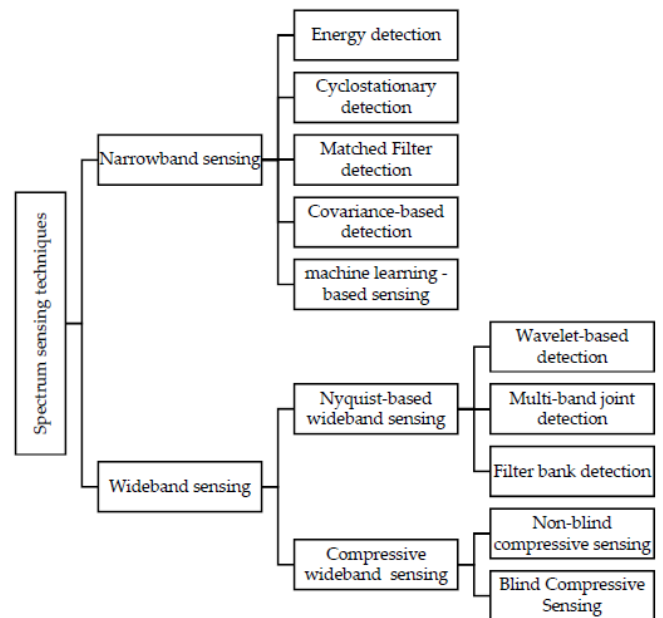 Spectrum sensing techniques
Narrowband sensing
Energy detection
Cyclostationary
detection
Matched Filter
detection
Covariance-based
detection
machine learning -
based sensing
Wideband sensing
Nyquist-based
wideband sensing
Wavelet-based
detection
Multi-band joint
detection
Filter bank detection
Compressive
wideband sensing
Non-blind
compressive sensing
Blind Compressive
Sensing